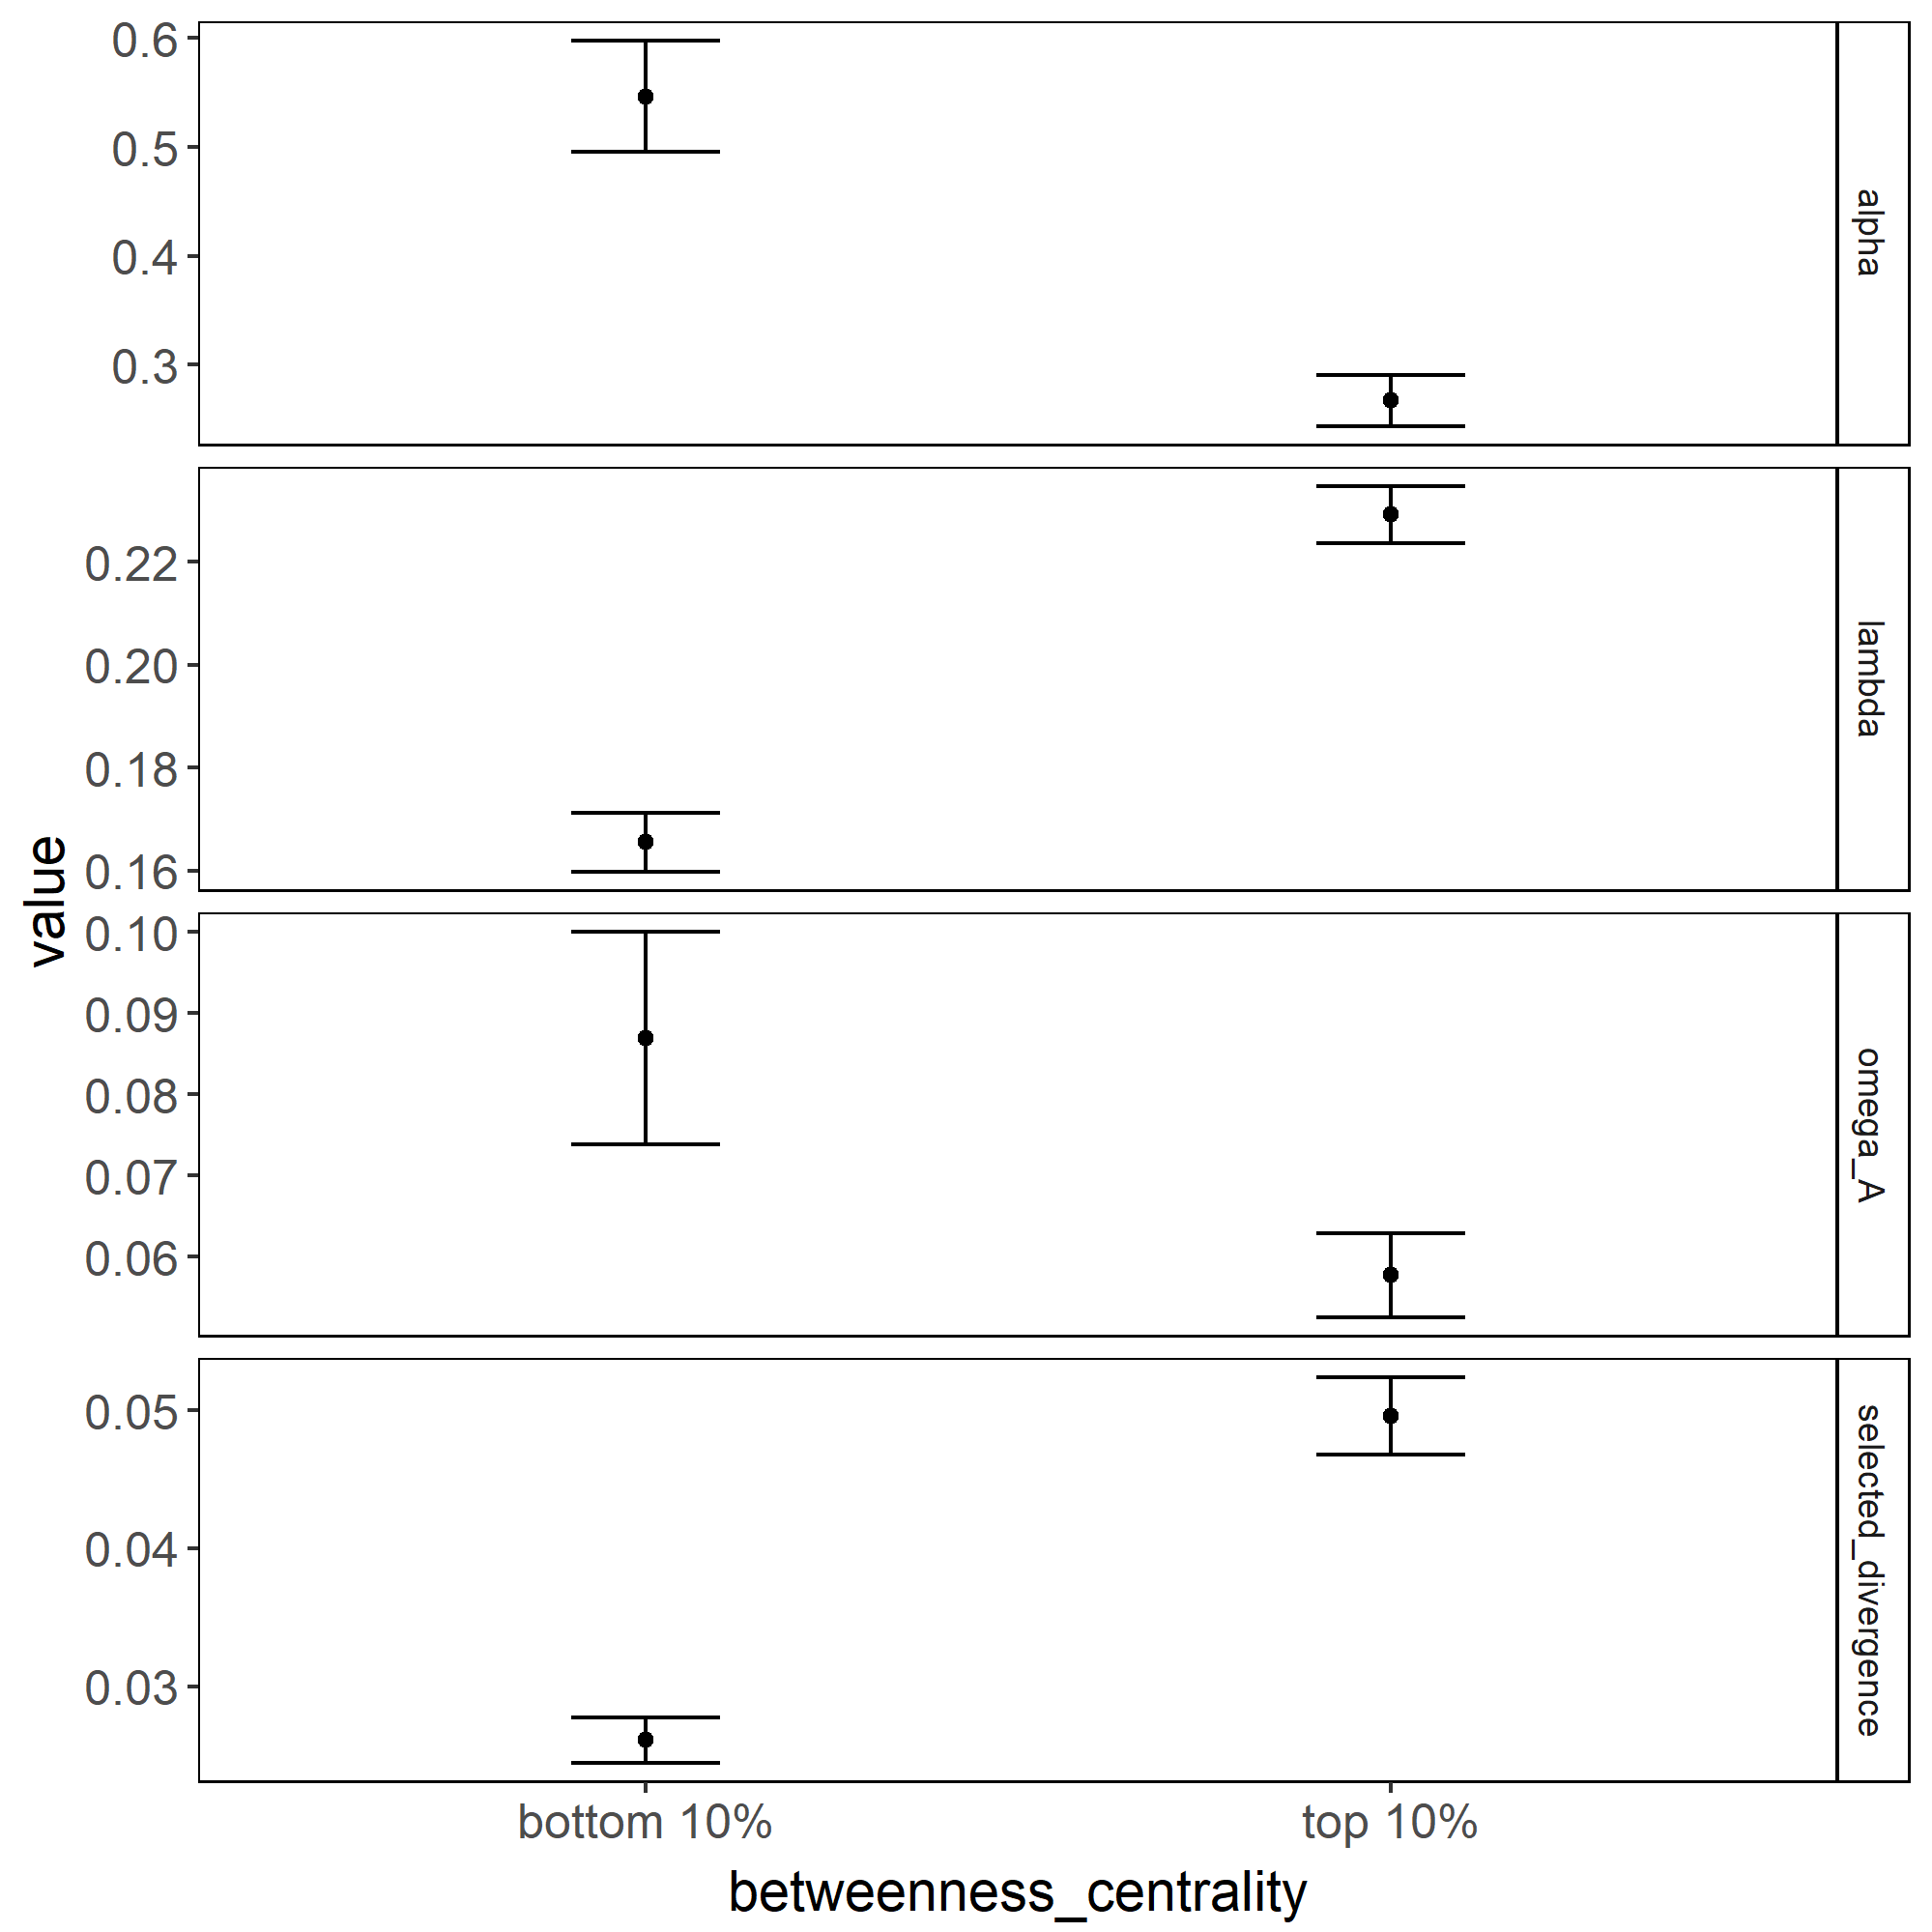 0.6
0.5
0.4
0.3
alpha
0.22
0.20
0.18
0.16
lambda
value
0.10
0.09
0.08
0.07
0.06
omega_A
0.05
0.04
0.03
selected_divergence
bottom 10%
top 10%
betweenness_centrality